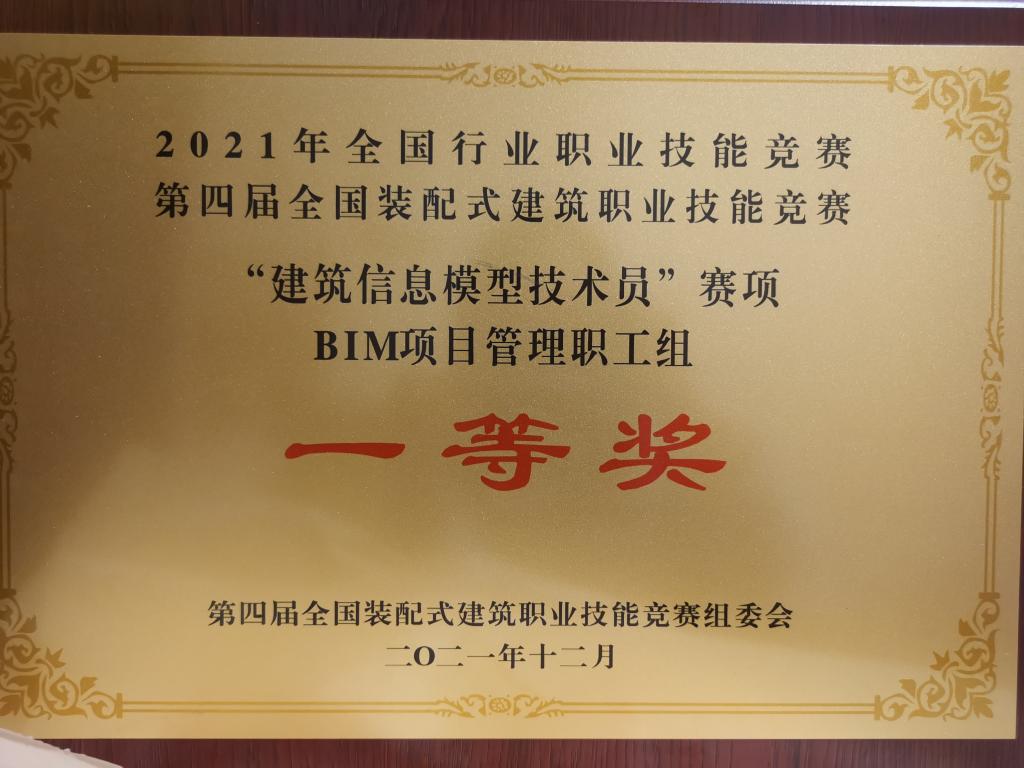 2021年全国行业职业技能竞赛
第四届全国装配式建筑职业技能竞赛
“建筑信息模型技术员”赛项
BIM项目管理职工组
一等奖
第四届全国装配式建筑职业技能竞赛组委会
二〇二一年十二月